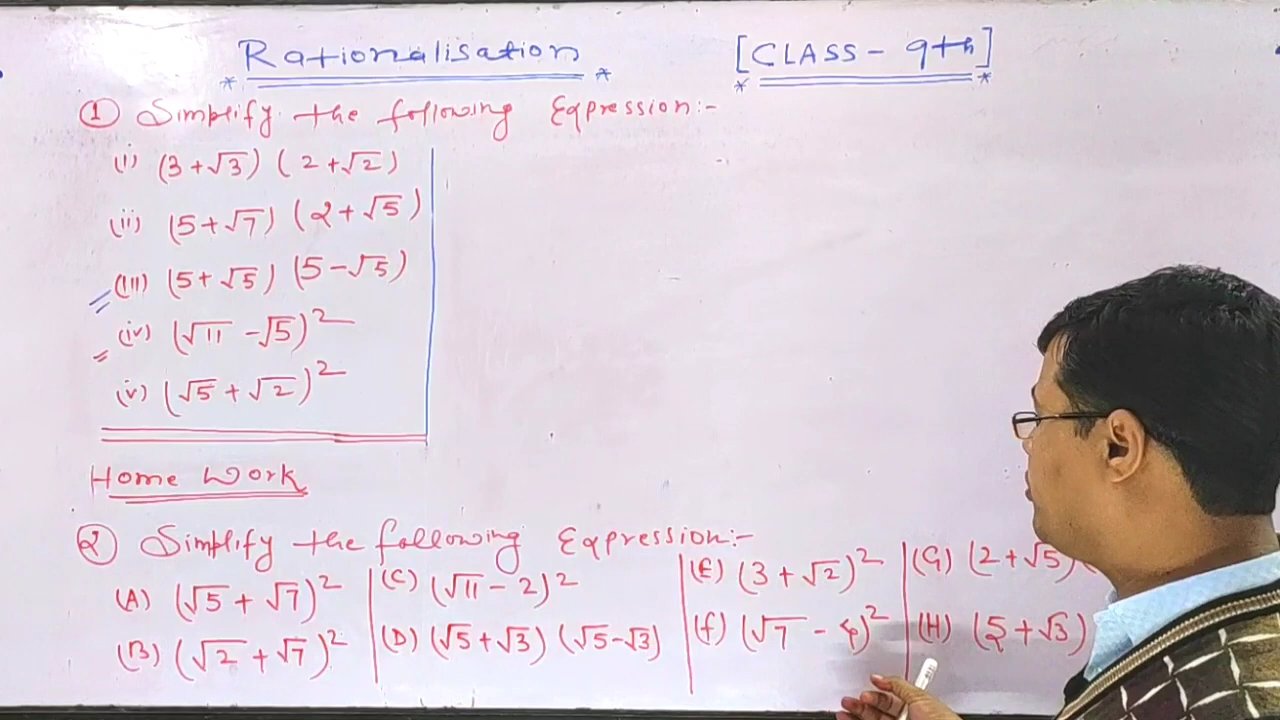 Rationalisation [CLASS - 9th]
① Simplify the following Expression:-
(i) (3+√3) (2+√2)
(ii) (5+√7) (2+√5)
(iii) (5+√5) (5-√5)
(iv) (√11 -√5)²
(v) (√5 + √2)²
Home Work
② Simplify the following Expression:-
(A) (√5 + √7)²
(B) (√2 + √7)²
(C) (√11 - 2)²
(D) (√5+√3) (√5-√3)
(E) (3 + √2)²
(f) (√7 - 4)²
(G) (2 + √5)(
(H) (5+√3)